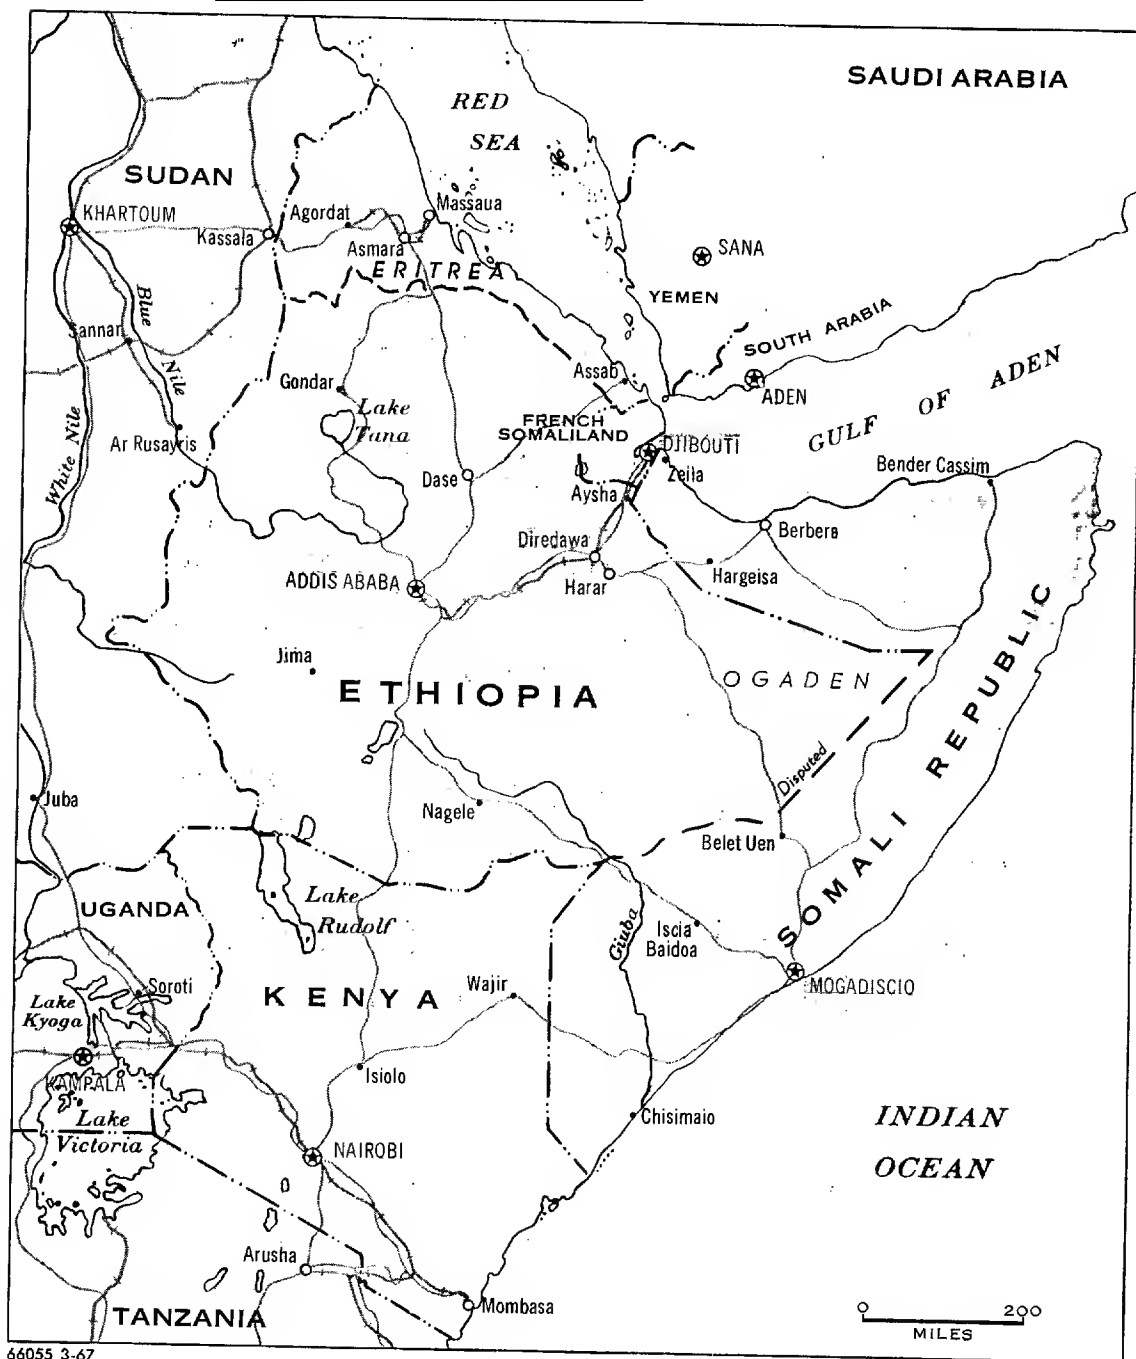 SAUDI ARABIA
RED
SEA
SUDAN
KHARTOUM
Kassala
Agordat
Massaua
Asmara
ERITREA
SANA
YEMEN
SOUTH ARABIA
ADEN
GULF OF ADEN
Blue
Nile
Sannar
White Nile
Ar Rusayris
Gondar
Lake
Tana
Assab
FRENCH
SOMALILAND
DJIBOUTI
Zeila
Aysha
Dase
Bender Cassim
Berbera
Diredawa
Harar
Hargeisa
ADDIS ABABA
Jima
ETHIOPIA
OGADEN
Disputed
SOMALI REPUBLIC
Juba
Nagele
Belet Uen
UGANDA
Lake
Rudolf
Giuba
Iscia
Baidoa
MOGADISCIO
Soroti
Lake
Kyoga
KENYA
Wajir
KAMPALA
Isiolo
Lake
Victoria
Chisimaio
NAIROBI
INDIAN
OCEAN
Arusha
TANZANIA
Mombasa
0 200
MILES
66055 3-67